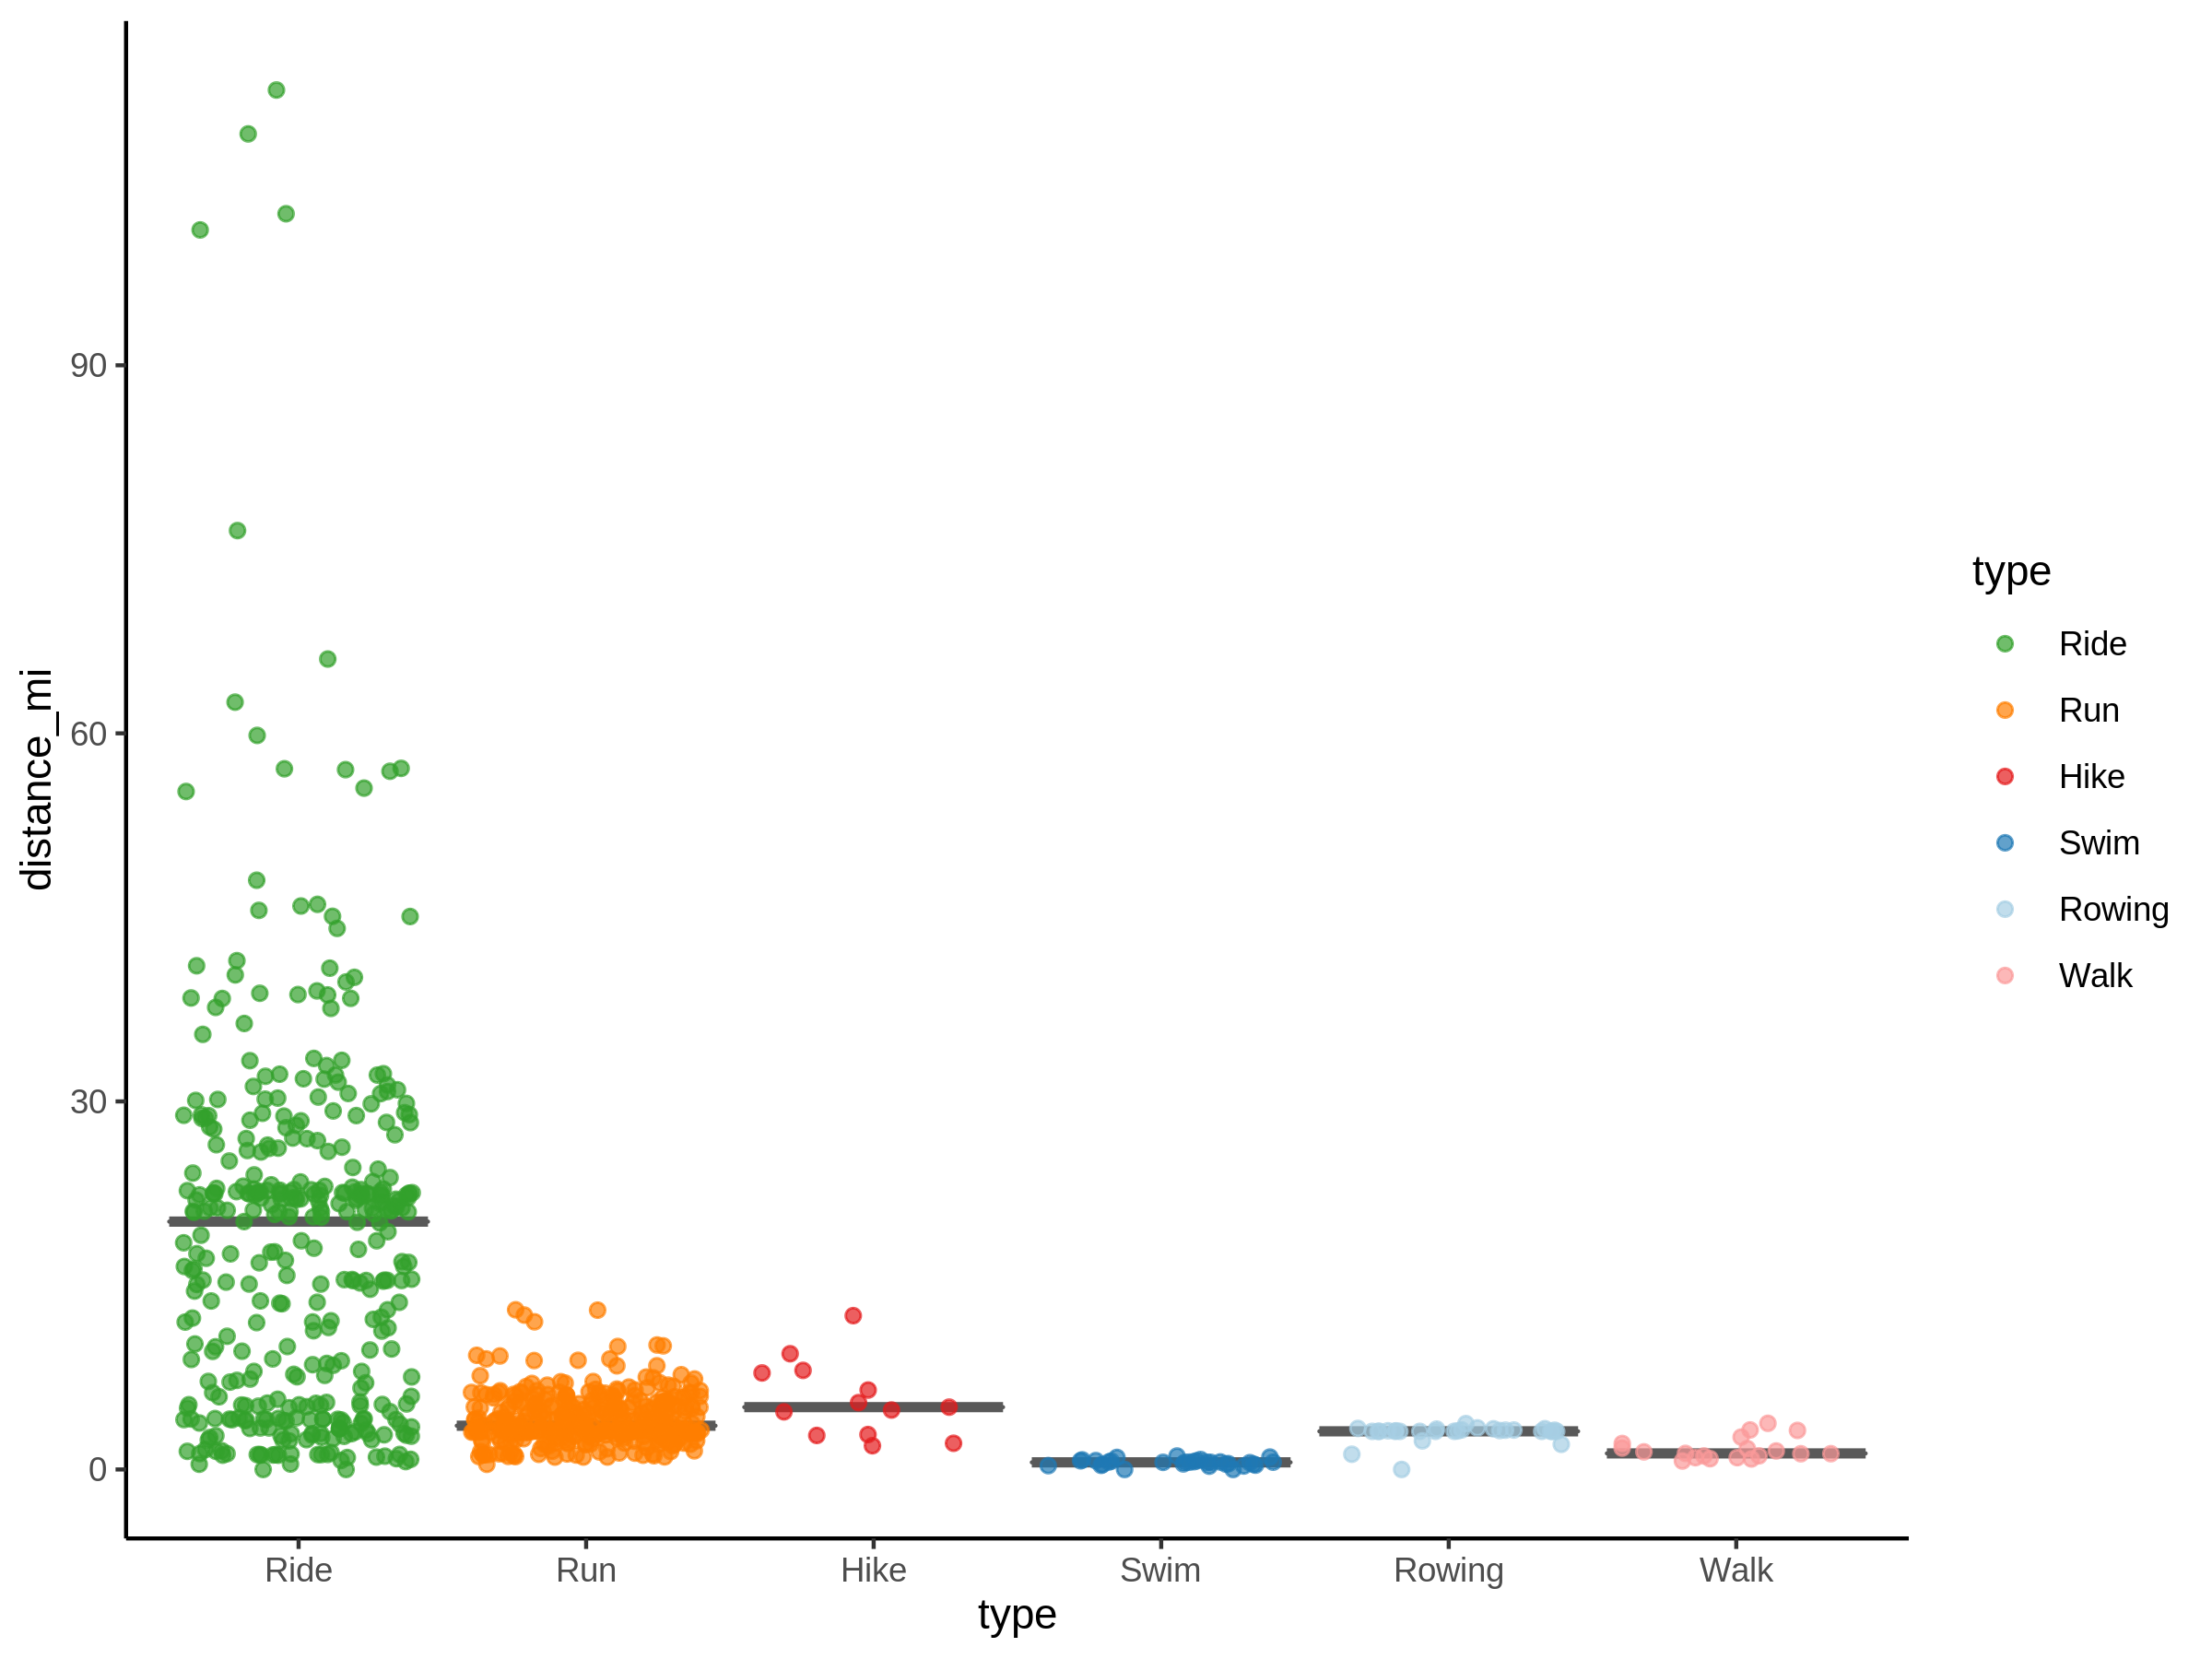 distance_mi
90
60
30
0
Ride
Run
Hike
Swim
Rowing
Walk
type
type
Ride
Run
Hike
Swim
Rowing
Walk